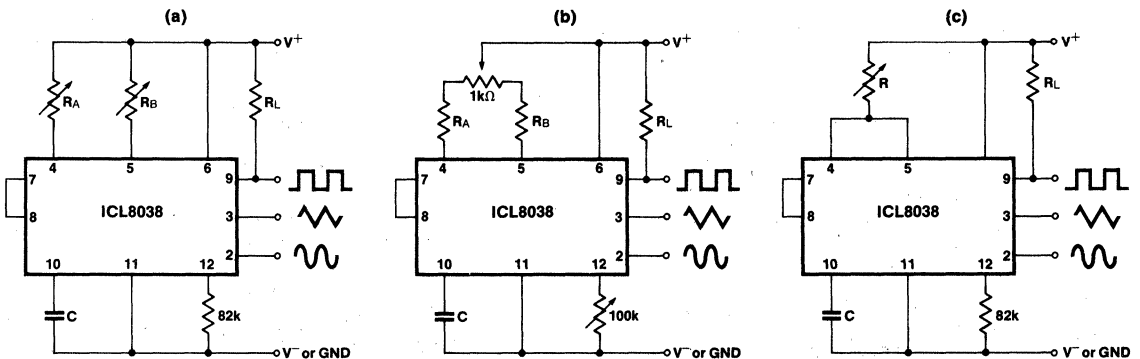 (a)
V+
RA
RB
RL
4
5
6
7
8
ICL8038
9
3
2
10
11
12
C
82k
V– or GND
(b)
V+
1kΩ
RA
RB
RL
4
5
6
7
8
ICL8038
9
3
2
10
11
12
C
100k
V– or GND
(c)
V+
R
RL
4
5
7
8
ICL8038
9
3
2
10
11
12
C
82k
V– or GND